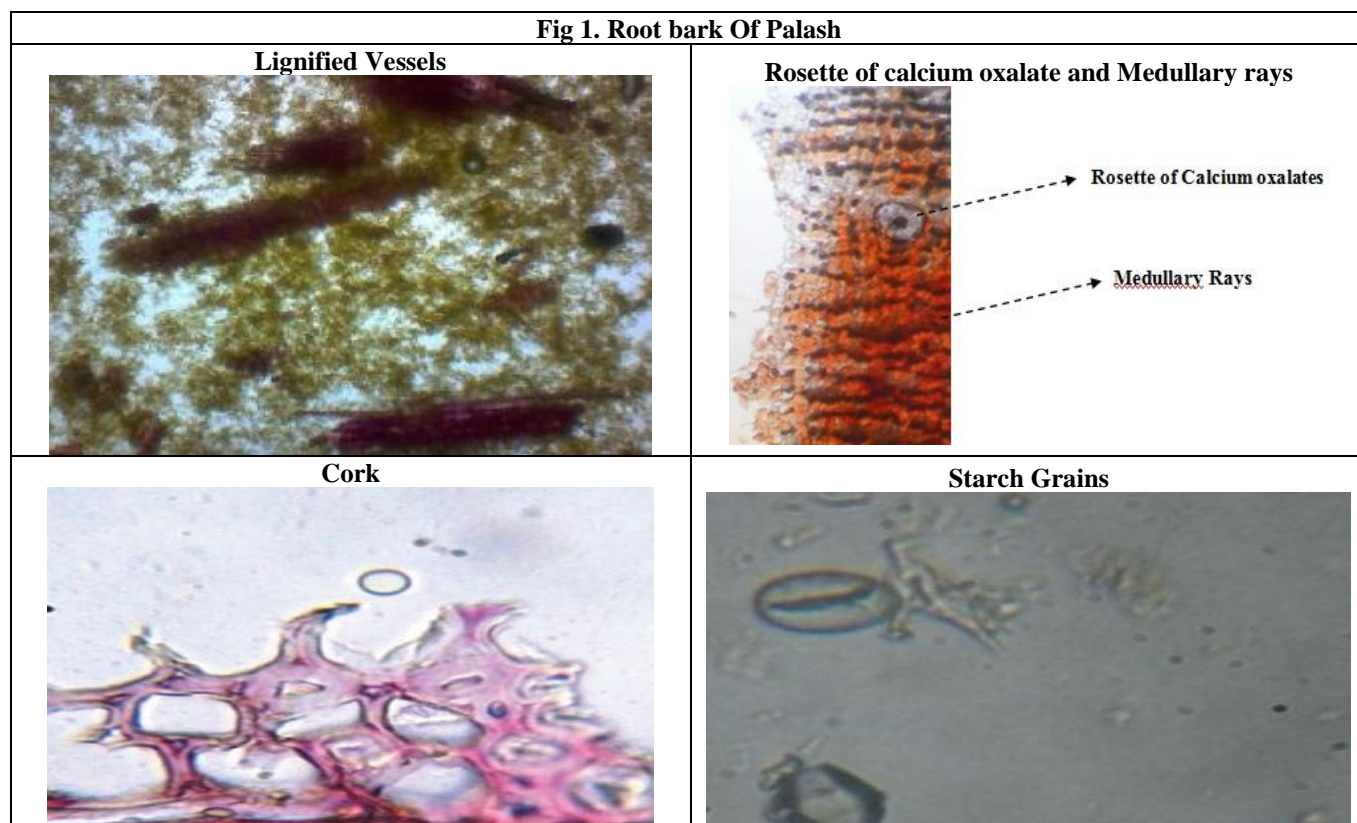 Fig 1. Root bark Of Palash
Lignified Vessels
Rosette of calcium oxalate and Medullary rays
Rosette of Calcium oxalates
Medullary Rays
Cork
Starch Grains